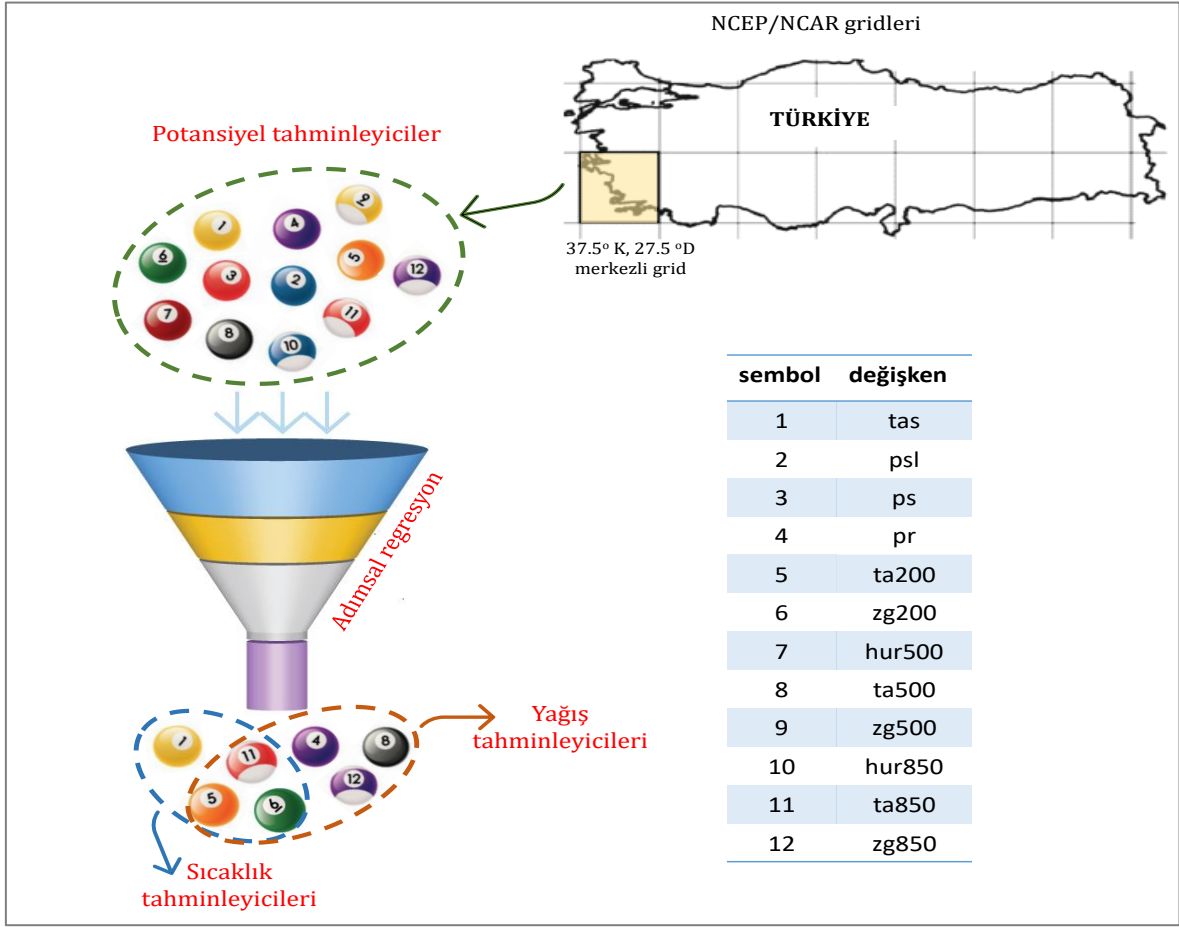 NCEP/NCAR gridleri
TÜRKİYE
37.5º K, 27.5 ºD
merkezli grid
Potansiyel tahminleyiciler
9
1
4
6
5
12
3
2
7
11
8
10
Adımsal regresyon
1
4
8
11
12
5
6
Yağış
tahminleyicileri
Sıcaklık
tahminleyicileri
sembol değişken
1 tas
2 psl
3 ps
4 pr
5 ta200
6 zg200
7 hur500
8 ta500
9 zg500
10 hur850
11 ta850
12 zg850